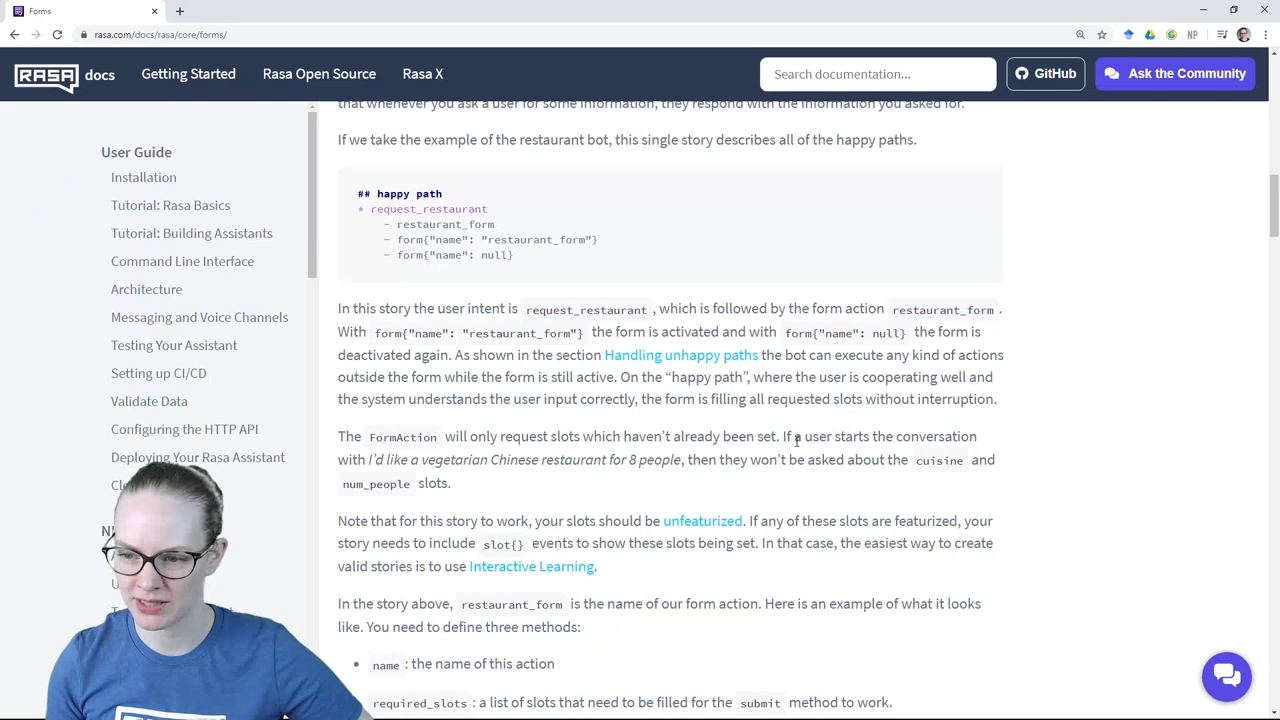 Forms
rasa.com/docs/rasa/core/forms/
NP
RASA docs
Getting Started
Rasa Open Source
Rasa X
Search documentation...
GitHub
Ask the Community
User Guide
Installation
Tutorial: Rasa Basics
Tutorial: Building Assistants
Command Line Interface
Architecture
Messaging and Voice Channels
Testing Your Assistant
Setting up CI/CD
Validate Data
Configuring the HTTP API
Deploying Your Rasa Assistant
that whenever you ask a user for some information, they respond with the information you asked for.
If we take the example of the restaurant bot, this single story describes all of the happy paths.
## happy path
* request_restaurant
- restaurant_form
- form{"name": "restaurant_form"}
- form{"name": null}
In this story the user intent is request_restaurant , which is followed by the form action restaurant_form .
With form{"name": "restaurant_form"} the form is activated and with form{"name": null} the form is
deactivated again. As shown in the section Handling unhappy paths the bot can execute any kind of actions
outside the form while the form is still active. On the “happy path”, where the user is cooperating well and
the system understands the user input correctly, the form is filling all requested slots without interruption.
The FormAction will only request slots which haven’t already been set. If a user starts the conversation
with I’d like a vegetarian Chinese restaurant for 8 people, then they won’t be asked about the cuisine and
num_people slots.
Note that for this story to work, your slots should be unfeaturized. If any of these slots are featurized, your
story needs to include slot{} events to show these slots being set. In that case, the easiest way to create
valid stories is to use Interactive Learning.
In the story above, restaurant_form is the name of our form action. Here is an example of what it looks
like. You need to define three methods:
• name : the name of this action
required_slots : a list of slots that need to be filled for the submit method to work.